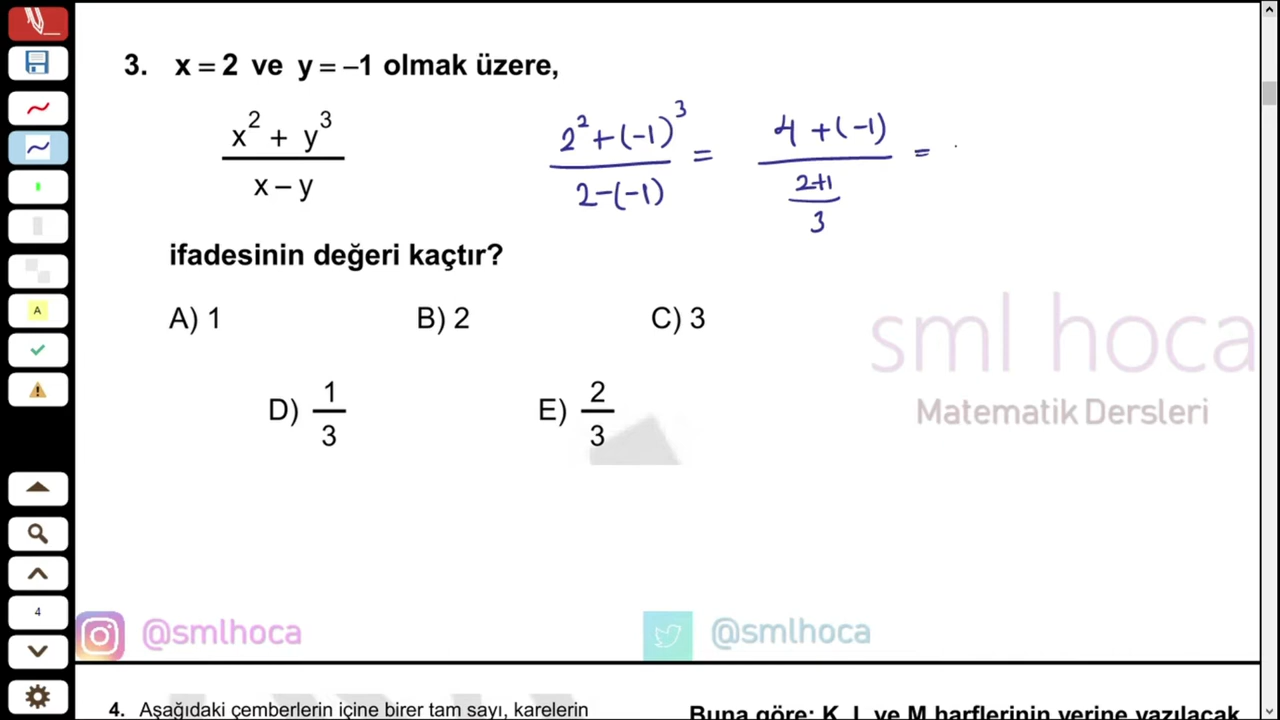 3. x = 2 ve y = –1 olmak üzere,
x² + y³
x – y
2² + (-1)³
2-(-1)
=
4 + (-1)
2+1
3
=
ifadesinin değeri kaçtır?
A) 1 B) 2 C) 3
D) 1/3 E) 2/3
sml hoca
Matematik Dersleri
A
4
@smlhoca @smlhoca
4. Aşağıdaki çemberlerin içine birer tam sayı, karelerin
Buna göre; K, L ve M harflerinin yerine yazılacak